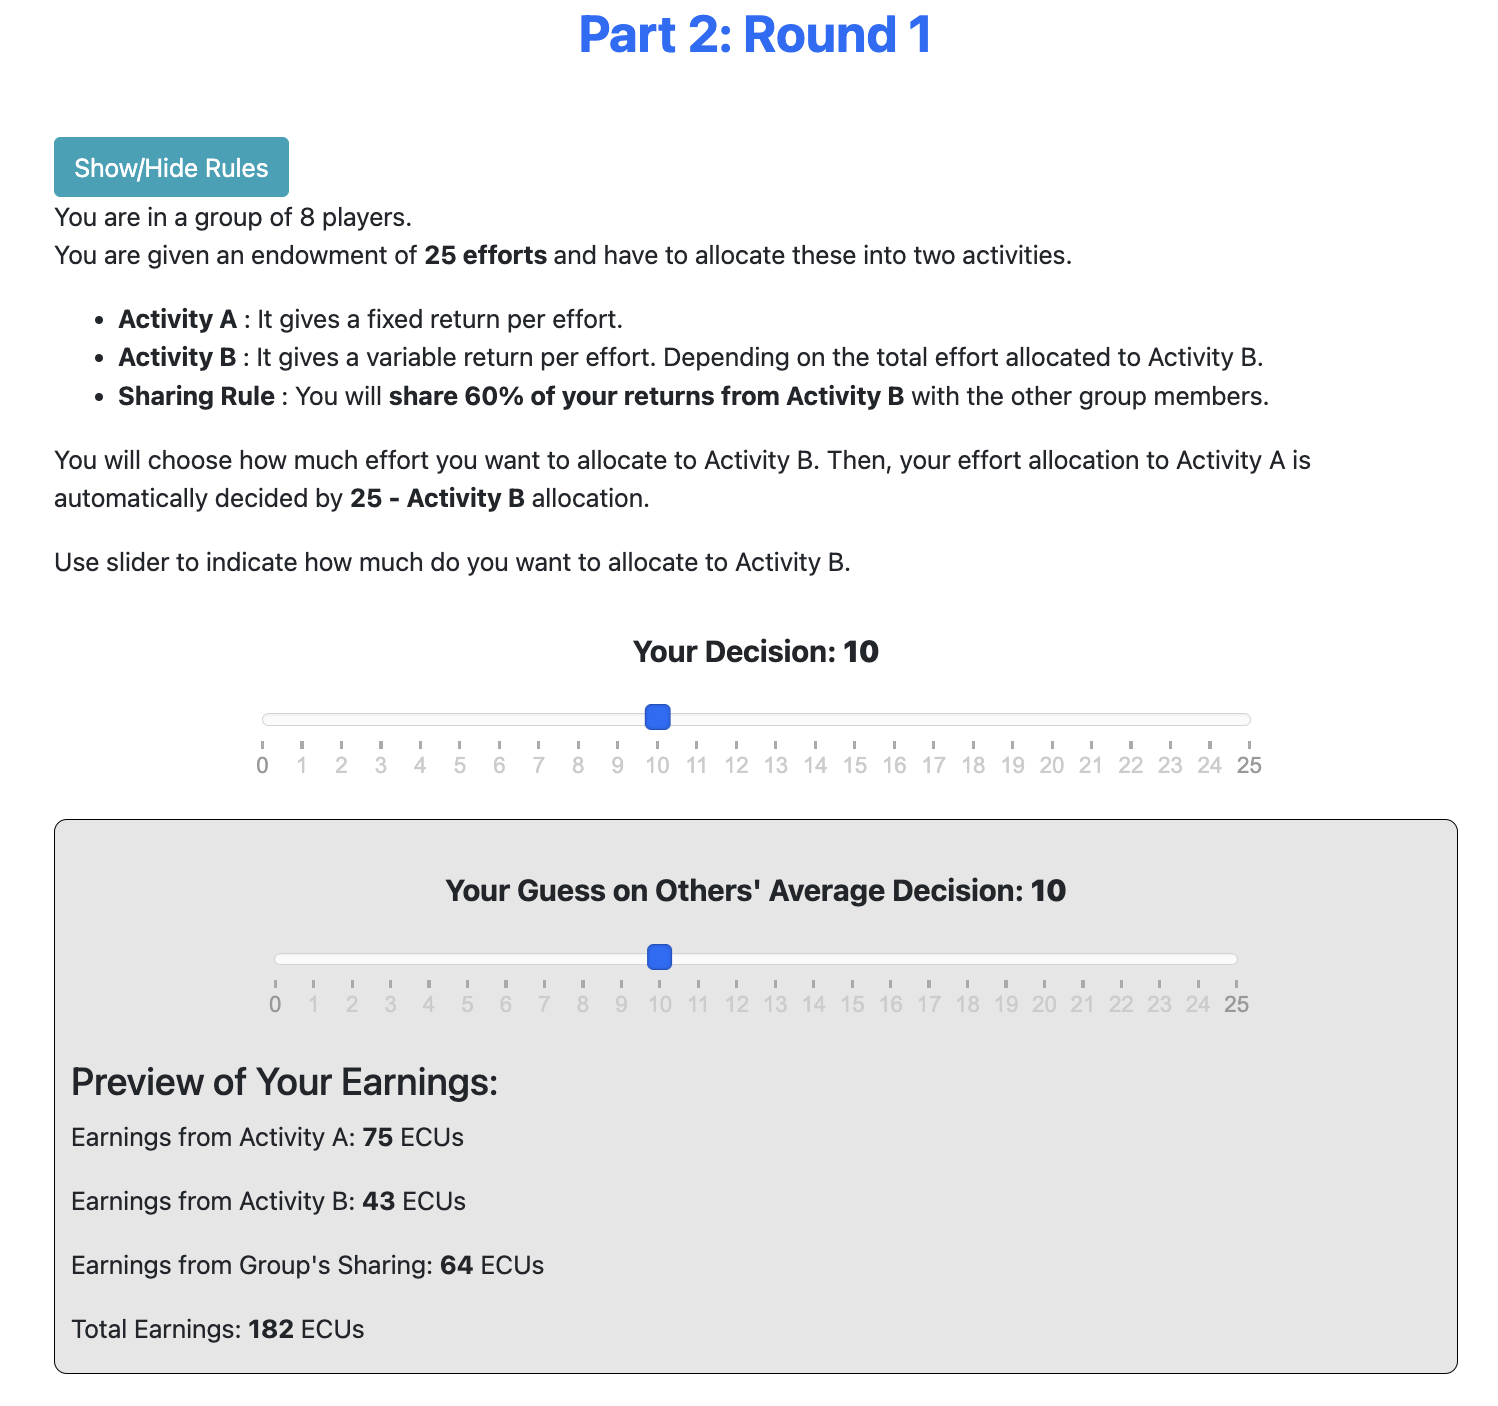 Part 2: Round 1
Show/Hide Rules
You are in a group of 8 players.
You are given an endowment of 25 efforts and have to allocate these into two activities.
• Activity A : It gives a fixed return per effort.
• Activity B : It gives a variable return per effort. Depending on the total effort allocated to Activity B.
• Sharing Rule : You will share 60% of your returns from Activity B with the other group members.
You will choose how much effort you want to allocate to Activity B. Then, your effort allocation to Activity A is
automatically decided by 25 - Activity B allocation.
Use slider to indicate how much do you want to allocate to Activity B.
Your Decision: 10
0 1 2 3 4 5 6 7 8 9 10 11 12 13 14 15 16 17 18 19 20 21 22 23 24 25
Your Guess on Others' Average Decision: 10
0 1 2 3 4 5 6 7 8 9 10 11 12 13 14 15 16 17 18 19 20 21 22 23 24 25
Preview of Your Earnings:
Earnings from Activity A: 75 ECUs
Earnings from Activity B: 43 ECUs
Earnings from Group's Sharing: 64 ECUs
Total Earnings: 182 ECUs